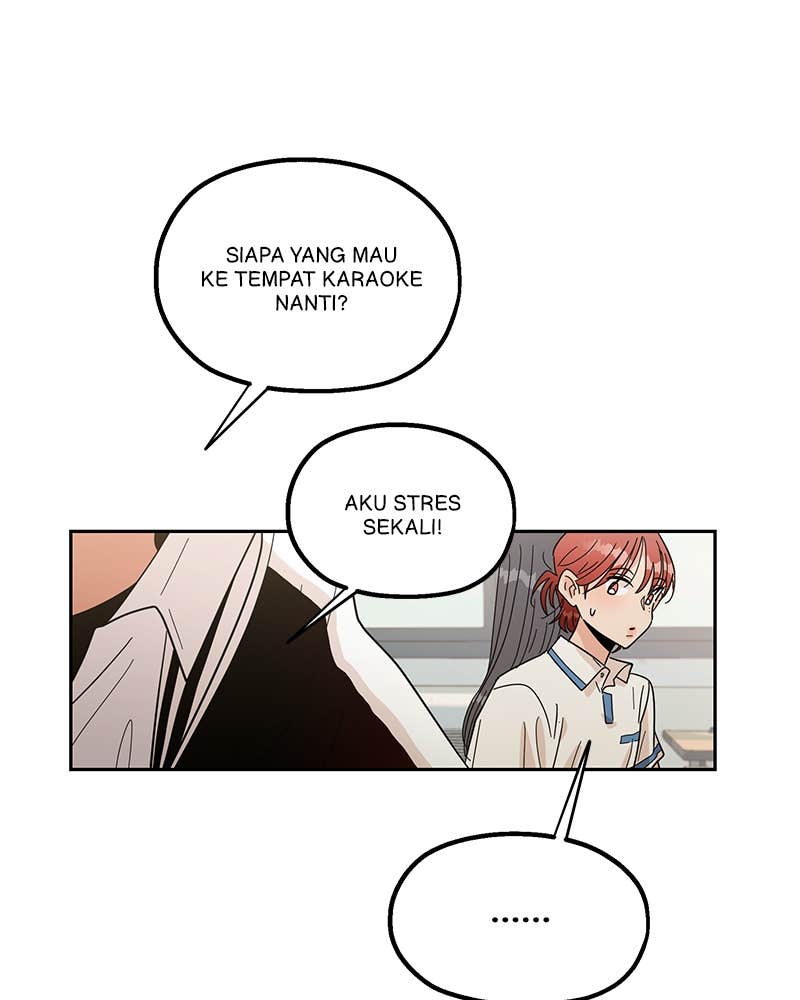 SIAPA YANG MAU
KE TEMPAT KARAOKE
NANTI?
AKU STRES
SEKALI!
......